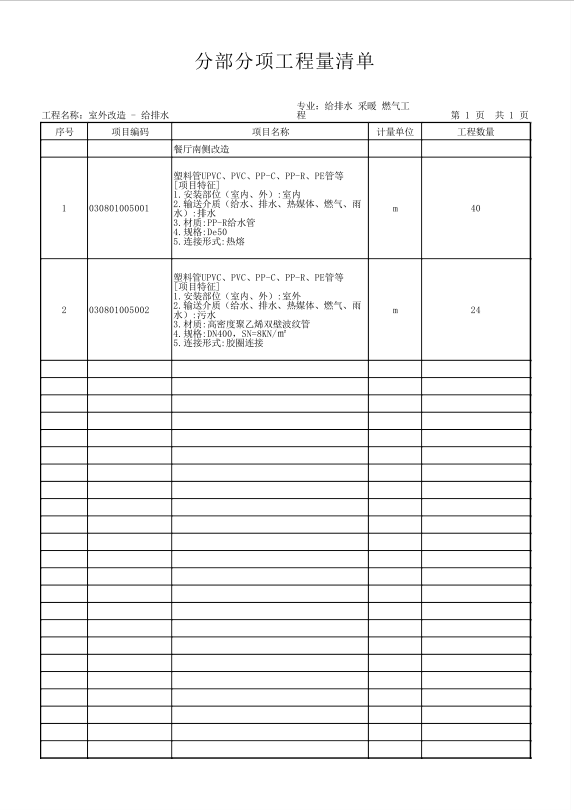 分部分项工程量清单
专业: 给排水 采暖 燃气工
工程名称: 室外改造 - 给排水 程 第 1 页 共 1 页
序号 项目编码 项目名称 计量单位 工程数量
餐厅南侧改造
塑料管UPVC、PVC、PP-C、PP-R、PE管等
[项目特征]
1.安装部位（室内、外）:室内
2.输送介质（给水、排水、热媒体、燃气、雨
水）:排水
3.材质:PP-R给水管
4.规格:De50
5.连接形式:热熔
1 030801005001 m 40
塑料管UPVC、PVC、PP-C、PP-R、PE管等
[项目特征]
1.安装部位（室内、外）:室外
2.输送介质（给水、排水、热媒体、燃气、雨
水）:污水
3.材质:高密度聚乙烯双壁波纹管
4.规格:DN400，SN=8KN/㎡
5.连接形式:胶圈连接
2 030801005002 m 24